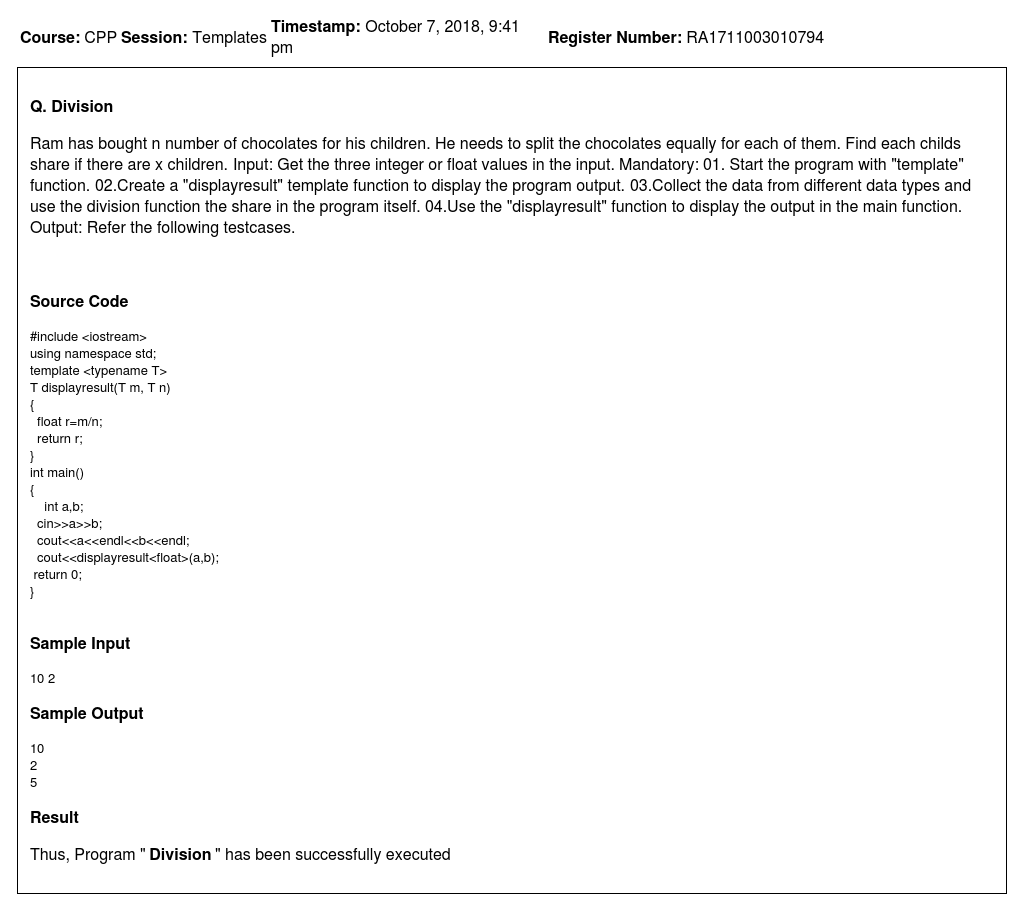 Course: CPP Session: Templates Timestamp: October 7, 2018, 9:41 pm Register Number: RA1711003010794
Q. Division
Ram has bought n number of chocolates for his children. He needs to split the chocolates equally for each of them. Find each childs
share if there are x children. Input: Get the three integer or float values in the input. Mandatory: 01. Start the program with "template"
function. 02.Create a "displayresult" template function to display the program output. 03.Collect the data from different data types and
use the division function the share in the program itself. 04.Use the "displayresult" function to display the output in the main function.
Output: Refer the following testcases.
Source Code
#include <iostream>
using namespace std;
template <typename T>
T displayresult(T m, T n)
{
  float r=m/n;
  return r;
}
int main()
{
    int a,b;
  cin>>a>>b;
  cout<<a<<endl<<b<<endl;
  cout<<displayresult<float>(a,b);
 return 0;
}
Sample Input
10 2
Sample Output
10
2
5
Result
Thus, Program " Division " has been successfully executed